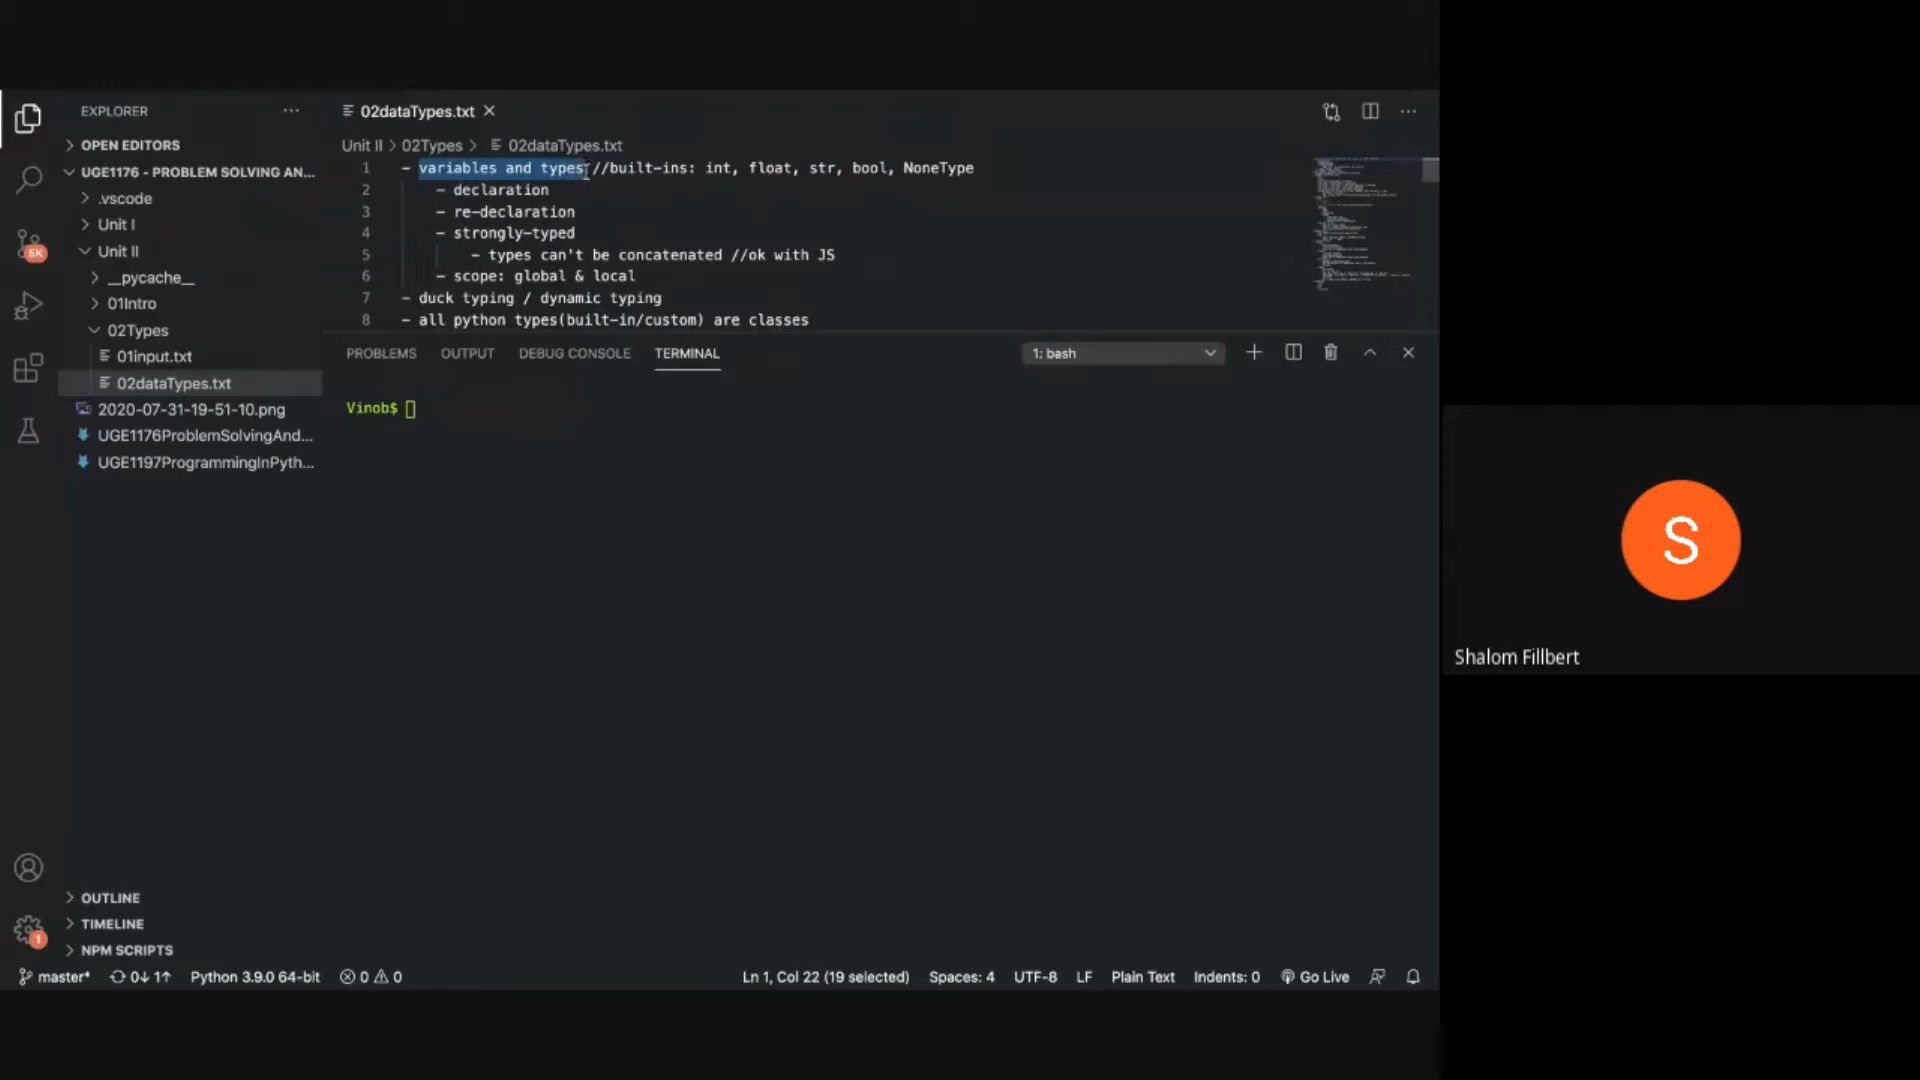 EXPLORER
OPEN EDITORS
UGE1176 - PROBLEM SOLVING AN...
.vscode
Unit I
Unit II
__pycache__
01Intro
02Types
01input.txt
02dataTypes.txt
2020-07-31-19-51-10.png
UGE1176ProblemSolvingAnd...
UGE1197ProgrammingInPyth...
5K
OUTLINE
TIMELINE
NPM SCRIPTS
1
02dataTypes.txt
Unit II > 02Types > 02dataTypes.txt
1 - variables and types //built-ins: int, float, str, bool, NoneType
2 - declaration
3 - re-declaration
4 - strongly-typed
5 - types can't be concatenated //ok with JS
6 - scope: global & local
7 - duck typing / dynamic typing
8 - all python types(built-in/custom) are classes
PROBLEMS OUTPUT DEBUG CONSOLE TERMINAL 1: bash
Vinob$
master* 0↓ 1↑ Python 3.9.0 64-bit 0 0 Ln 1, Col 22 (19 selected) Spaces: 4 UTF-8 LF Plain Text Indents: 0 Go Live
S
Shalom Fillbert